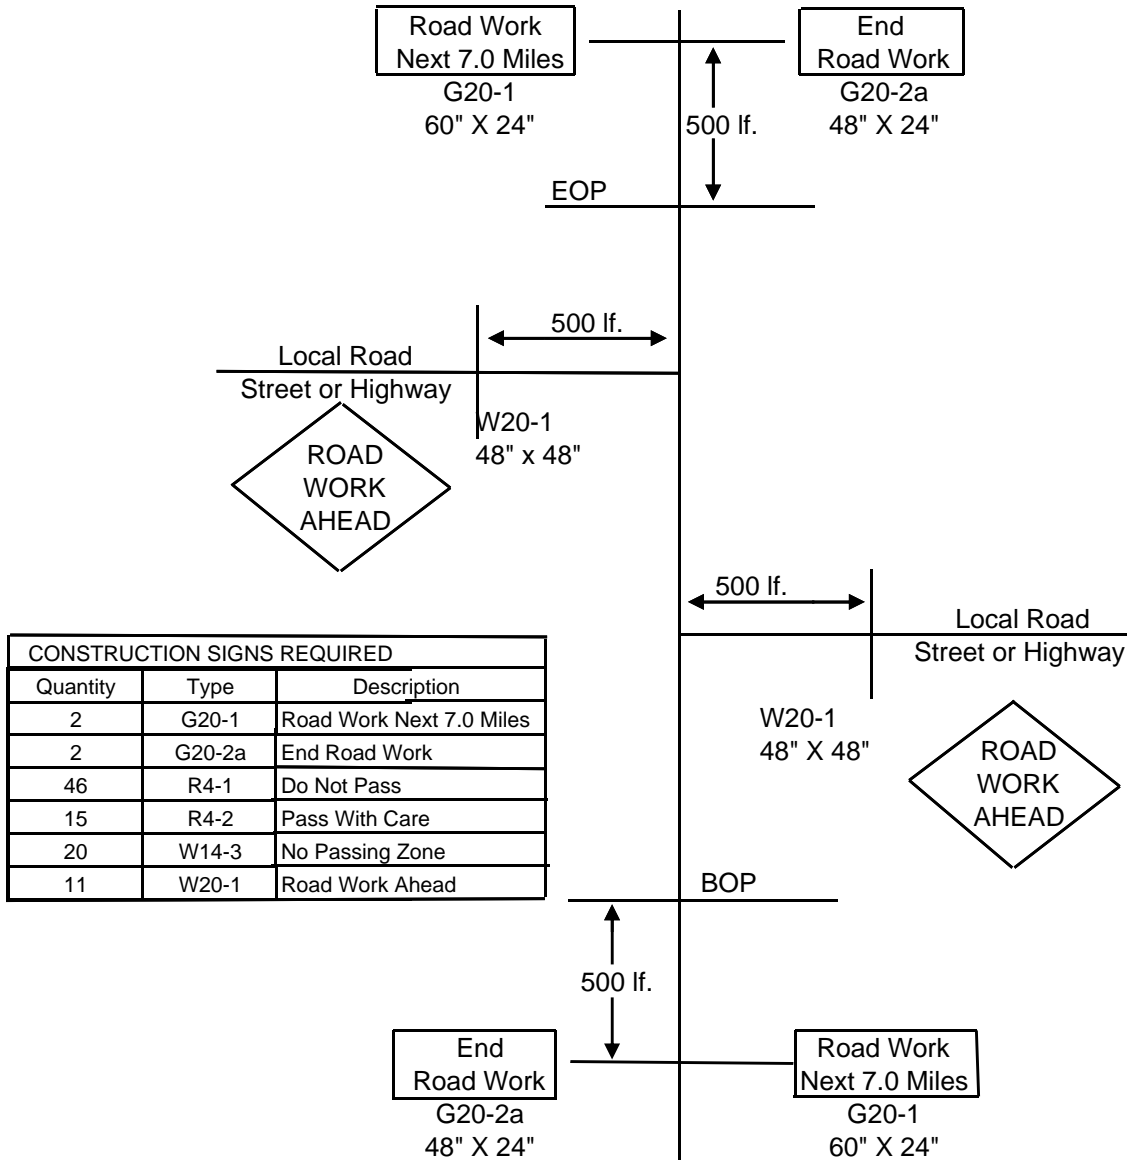 Road Work
Next 7.0 Miles
G20-1
60" X 24"
End
Road Work
G20-2a
48" X 24"
500 lf.
EOP
500 lf.
Local Road
Street or Highway
W20-1
48" x 48"
ROAD
WORK
AHEAD
500 lf.
Local Road
Street or Highway
W20-1
48" X 48"
ROAD
WORK
AHEAD
CONSTRUCTION SIGNS REQUIRED
Quantity Type Description
2 G20-1 Road Work Next 7.0 Miles
2 G20-2a End Road Work
46 R4-1 Do Not Pass
15 R4-2 Pass With Care
20 W14-3 No Passing Zone
11 W20-1 Road Work Ahead
BOP
500 lf.
End
Road Work
G20-2a
48" X 24"
Road Work
Next 7.0 Miles
G20-1
60" X 24"